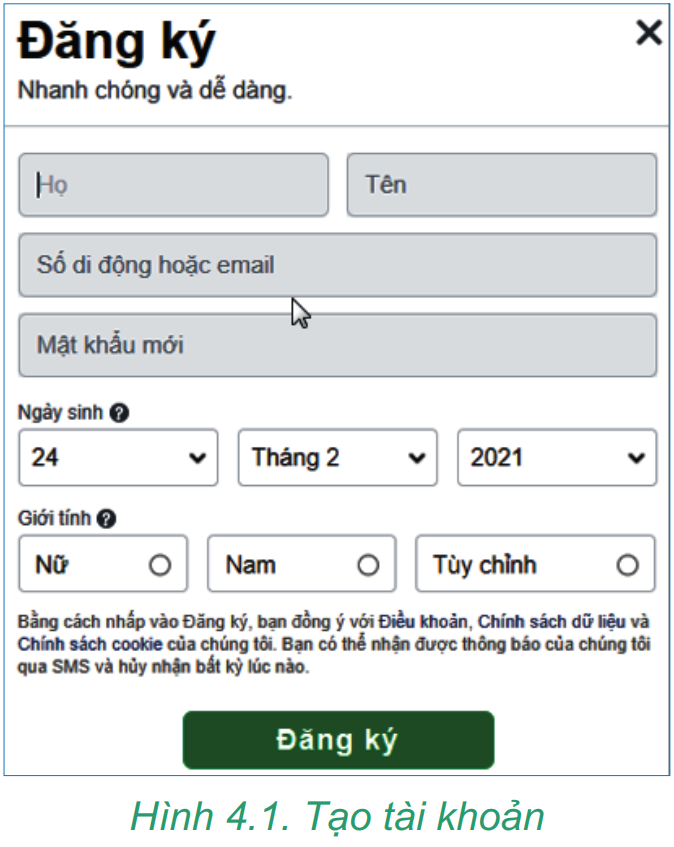 Đăng ký
Nhanh chóng và dễ dàng.
Họ
Tên
Số di động hoặc email
Mật khẩu mới
Ngày sinh
24
Tháng 2
2021
Giới tính
Nữ
Nam
Tùy chỉnh
Bằng cách nhấp vào Đăng ký, bạn đồng ý với Điều khoản, Chính sách dữ liệu và
Chính sách cookie của chúng tôi. Bạn có thể nhận được thông báo của chúng tôi
qua SMS và hủy nhận bất kỳ lúc nào.
Đăng ký
Hình 4.1. Tạo tài khoản